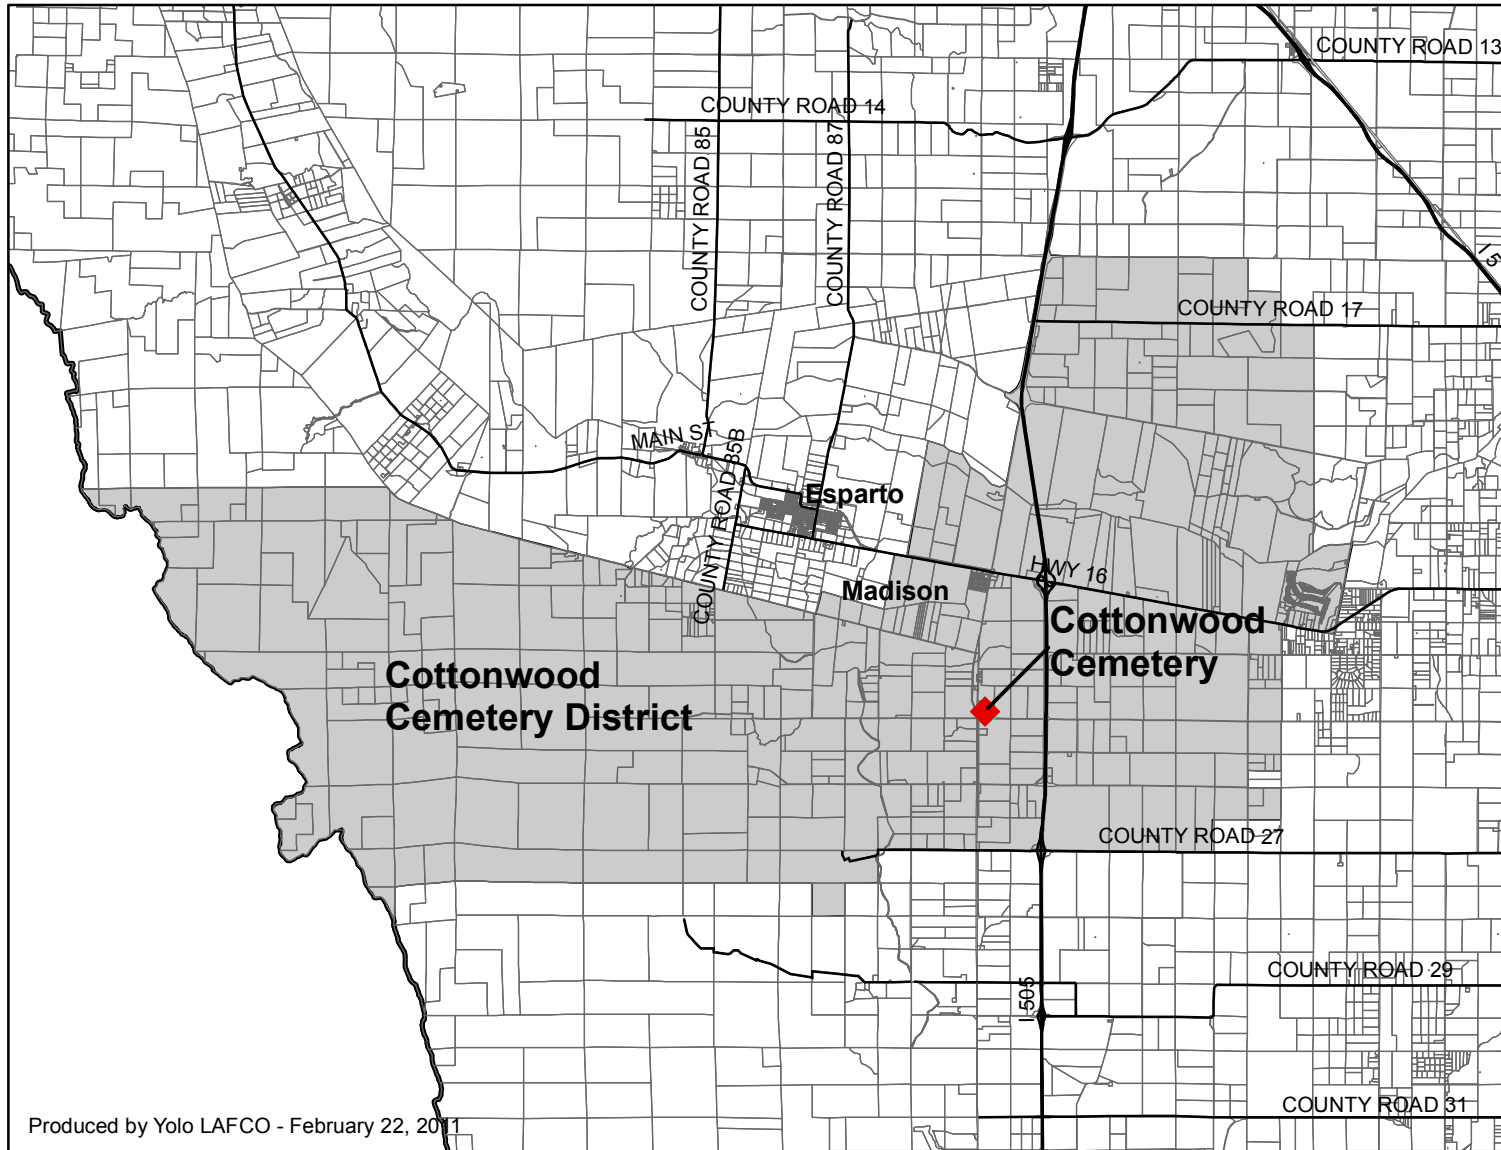 COUNTY ROAD 13
COUNTY ROAD 14
COUNTY ROAD 85
COUNTY ROAD 87
I 5
COUNTY ROAD 17
MAIN ST
COUNTY ROAD 85B
Esparto
HWY 16
Madison
Cottonwood
Cemetery
Cottonwood
Cemetery District
COUNTY ROAD 27
COUNTY ROAD 29
I 505
COUNTY ROAD 31
Produced by Yolo LAFCO - February 22, 2011